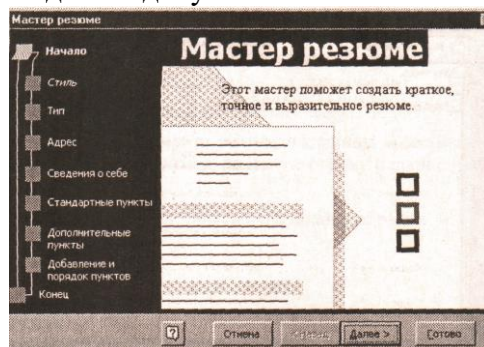 Мастер резюме
Начало
Стиль
Тип
Адрес
Сведения о себе
Стандартные пункты
Дополнительные
пункты
Добавление и
порядок пунктов
Конец
Мастер резюме
Этот мастер поможет создать краткое,
точное и выразительное резюме.
?
Отмена
Далее >
Готово